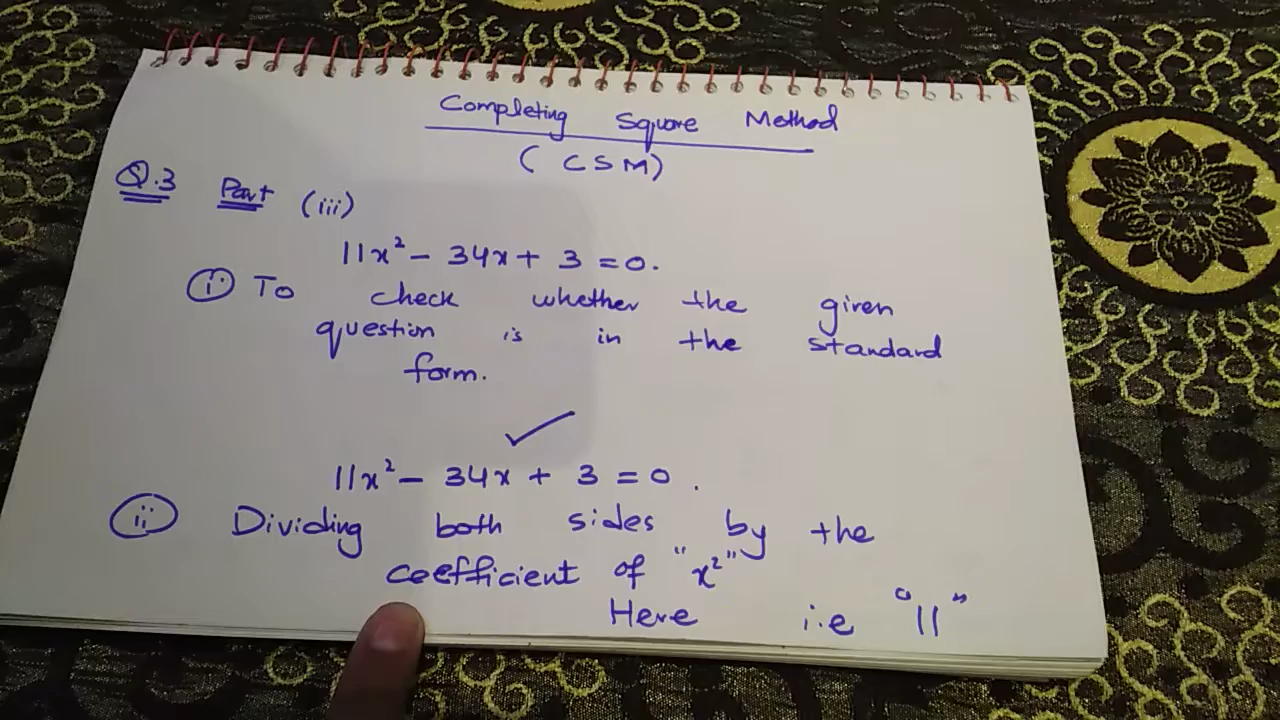 Completing Square Method
(CSM)
Q.3 Part (iii)
11x² - 34x + 3 = 0.
(i) To check whether the given
question is in the standard
form.
✓
11x² - 34x + 3 = 0.
(ii) Dividing both sides by the
coefficient of "x²"
Here i.e "11"